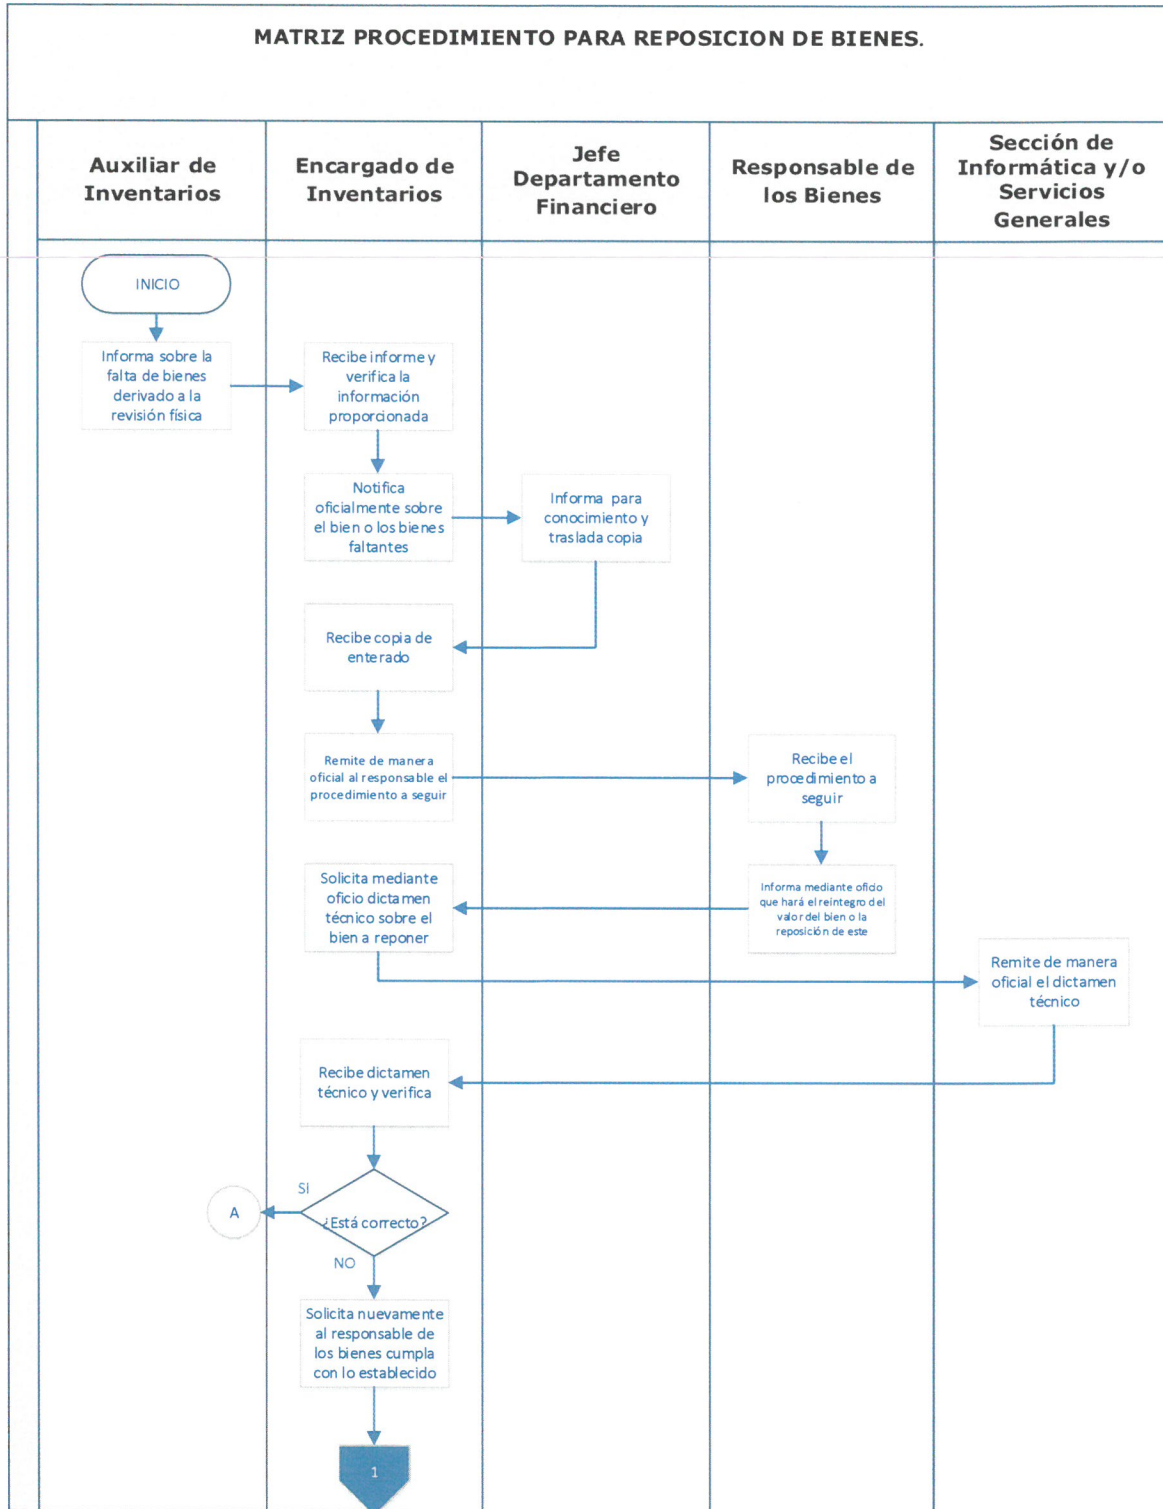 MATRIZ PROCEDIMIENTO PARA REPOSICION DE BIENES.
Auxiliar de
Inventarios
Encargado de
Inventarios
Jefe
Departamento
Financiero
Responsable de
los Bienes
Sección de
Informática y/o
Servicios
Generales
INICIO
Informa sobre la
falta de bienes
derivado a la
revisión física
Recibe informe y
verifica la
información
proporcionada
Notifica
oficialmente sobre
el bien o los bienes
faltantes
Informa para
conocimiento y
traslada copia
Recibe copia de
enterado
Remite de manera
oficial al responsable el
procedimiento a seguir
Recibe el
procedimiento a
seguir
Informa mediante oficio
que hará el reintegro del
valor del bien o la
reposición de este
Solicita mediante
oficio dictamen
técnico sobre el
bien a reponer
Remite de manera
oficial el dictamen
técnico
Recibe dictamen
técnico y verifica
¿Está correcto?
SI
A
NO
Solicita nuevamente
al responsable de
los bienes cumpla
con lo establecido
1